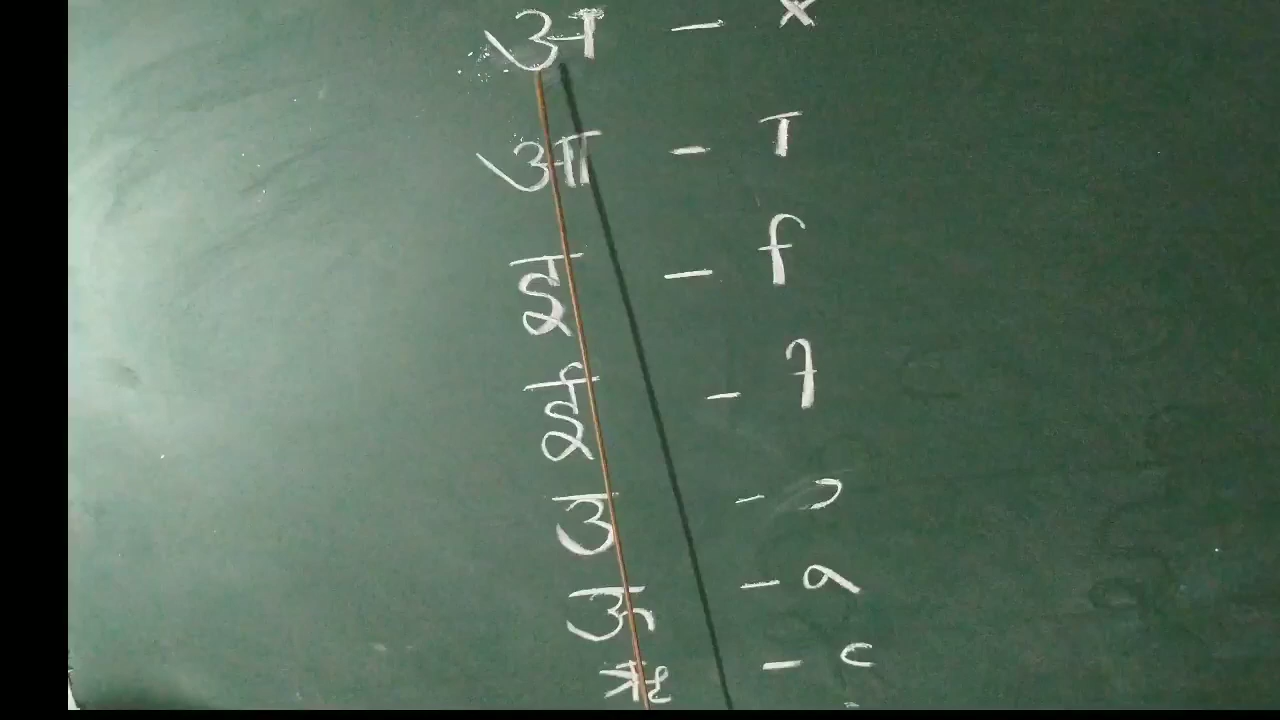 अ - x
आ - ा
इ - ि
ई - ी
उ - ु
ऊ - ू
ऋ - ृ